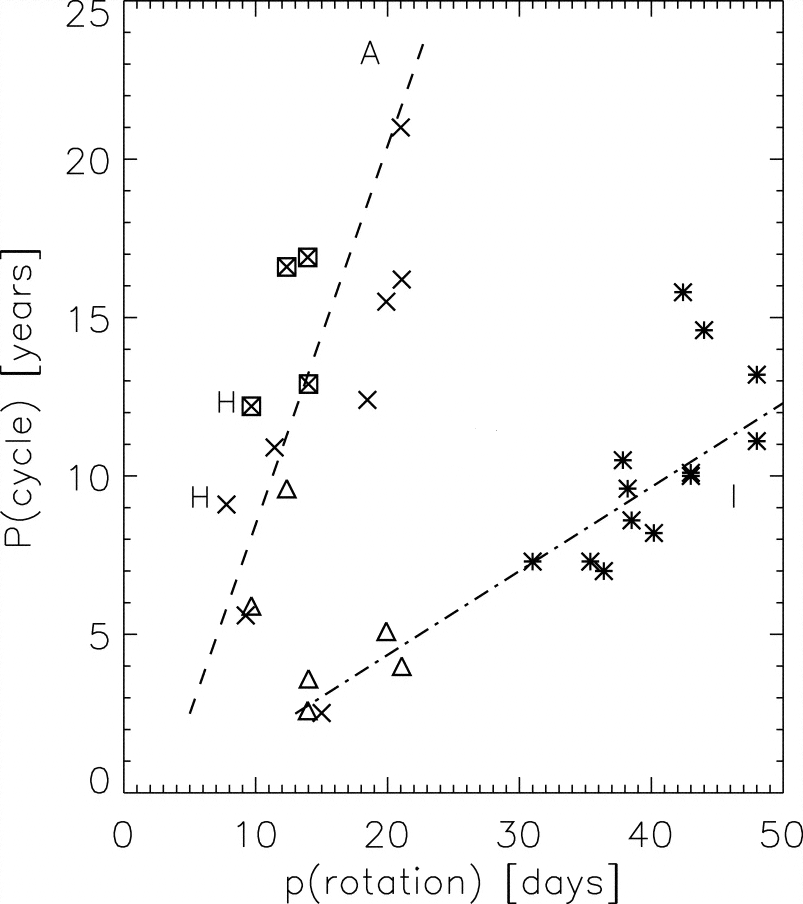 25
A
20
15
H
10
H
I
5
0
P(cycle) [years]
0 10 20 30 40 50
p(rotation) [days]